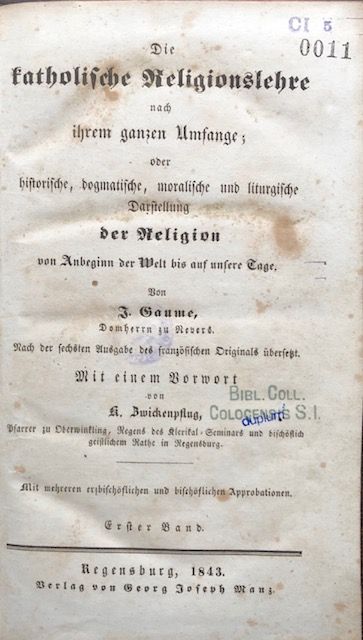 CI 5
0011
Die
katholische Religionslehre
nach
ihrem ganzen Umfange;
oder
historische, dogmatische, moralische und liturgische
Darstellung
der Religion
von Anbeginn der Welt bis auf unsere Tage.
Von
J. Gaume,
Domherrn zu Nevers.
Nach der sechsten Ausgabe des französischen Originals übersetzt.
Mit einem Vorwort
von
K. Zwickenpflug,
BIBL. COLL.
COLOGENSIS S.I.
duplum!
Pfarrer zu Oberwinkling, Regens des Klerikal-Seminars und bischöflich
geistlichem Rathe in Regensburg.
Mit mehreren erzbischöflichen und bischöflichen Approbationen.
Erster Band.
Regensburg, 1843.
Verlag von Georg Joseph Manz.